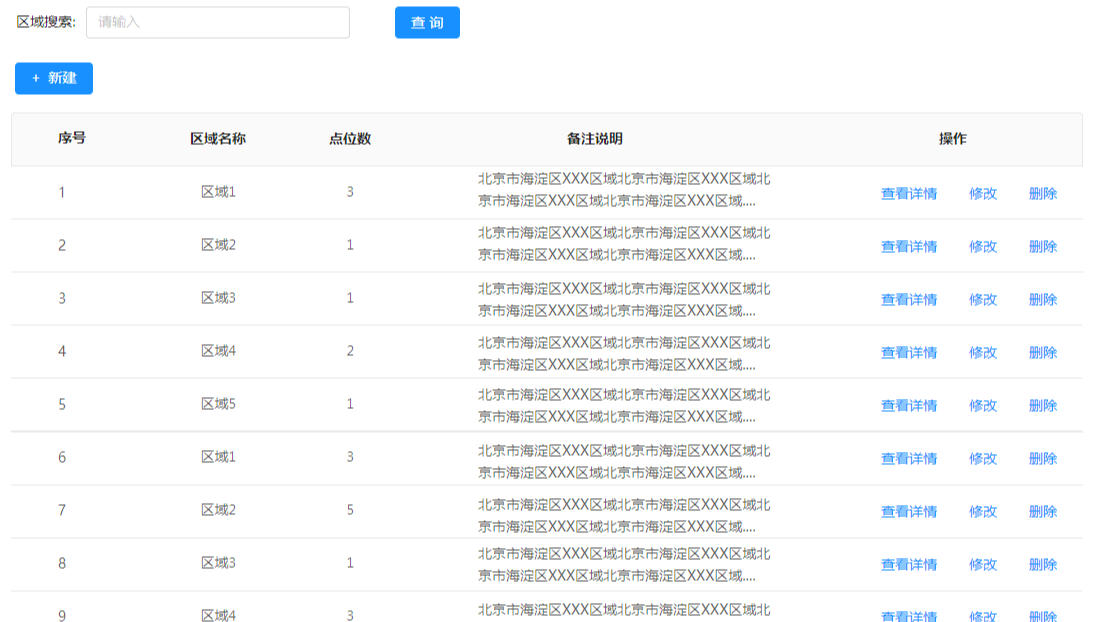 区域搜索: 请输入 查 询
+ 新建
序号 区域名称 点位数 备注说明 操作
1 区域1 3 北京市海淀区XXX区域北京市海淀区XXX区域北
京市海淀区XXX区域北京市海淀区XXX区域.... 查看详情 修改 删除
2 区域2 1 北京市海淀区XXX区域北京市海淀区XXX区域北
京市海淀区XXX区域北京市海淀区XXX区域.... 查看详情 修改 删除
3 区域3 1 北京市海淀区XXX区域北京市海淀区XXX区域北
京市海淀区XXX区域北京市海淀区XXX区域.... 查看详情 修改 删除
4 区域4 2 北京市海淀区XXX区域北京市海淀区XXX区域北
京市海淀区XXX区域北京市海淀区XXX区域.... 查看详情 修改 删除
5 区域5 1 北京市海淀区XXX区域北京市海淀区XXX区域北
京市海淀区XXX区域北京市海淀区XXX区域.... 查看详情 修改 删除
6 区域1 3 北京市海淀区XXX区域北京市海淀区XXX区域北
京市海淀区XXX区域北京市海淀区XXX区域.... 查看详情 修改 删除
7 区域2 5 北京市海淀区XXX区域北京市海淀区XXX区域北
京市海淀区XXX区域北京市海淀区XXX区域.... 查看详情 修改 删除
8 区域3 1 北京市海淀区XXX区域北京市海淀区XXX区域北
京市海淀区XXX区域北京市海淀区XXX区域.... 查看详情 修改 删除
9 区域4 3 北京市海淀区XXX区域北京市海淀区XXX区域北 查看详情 修改 删除